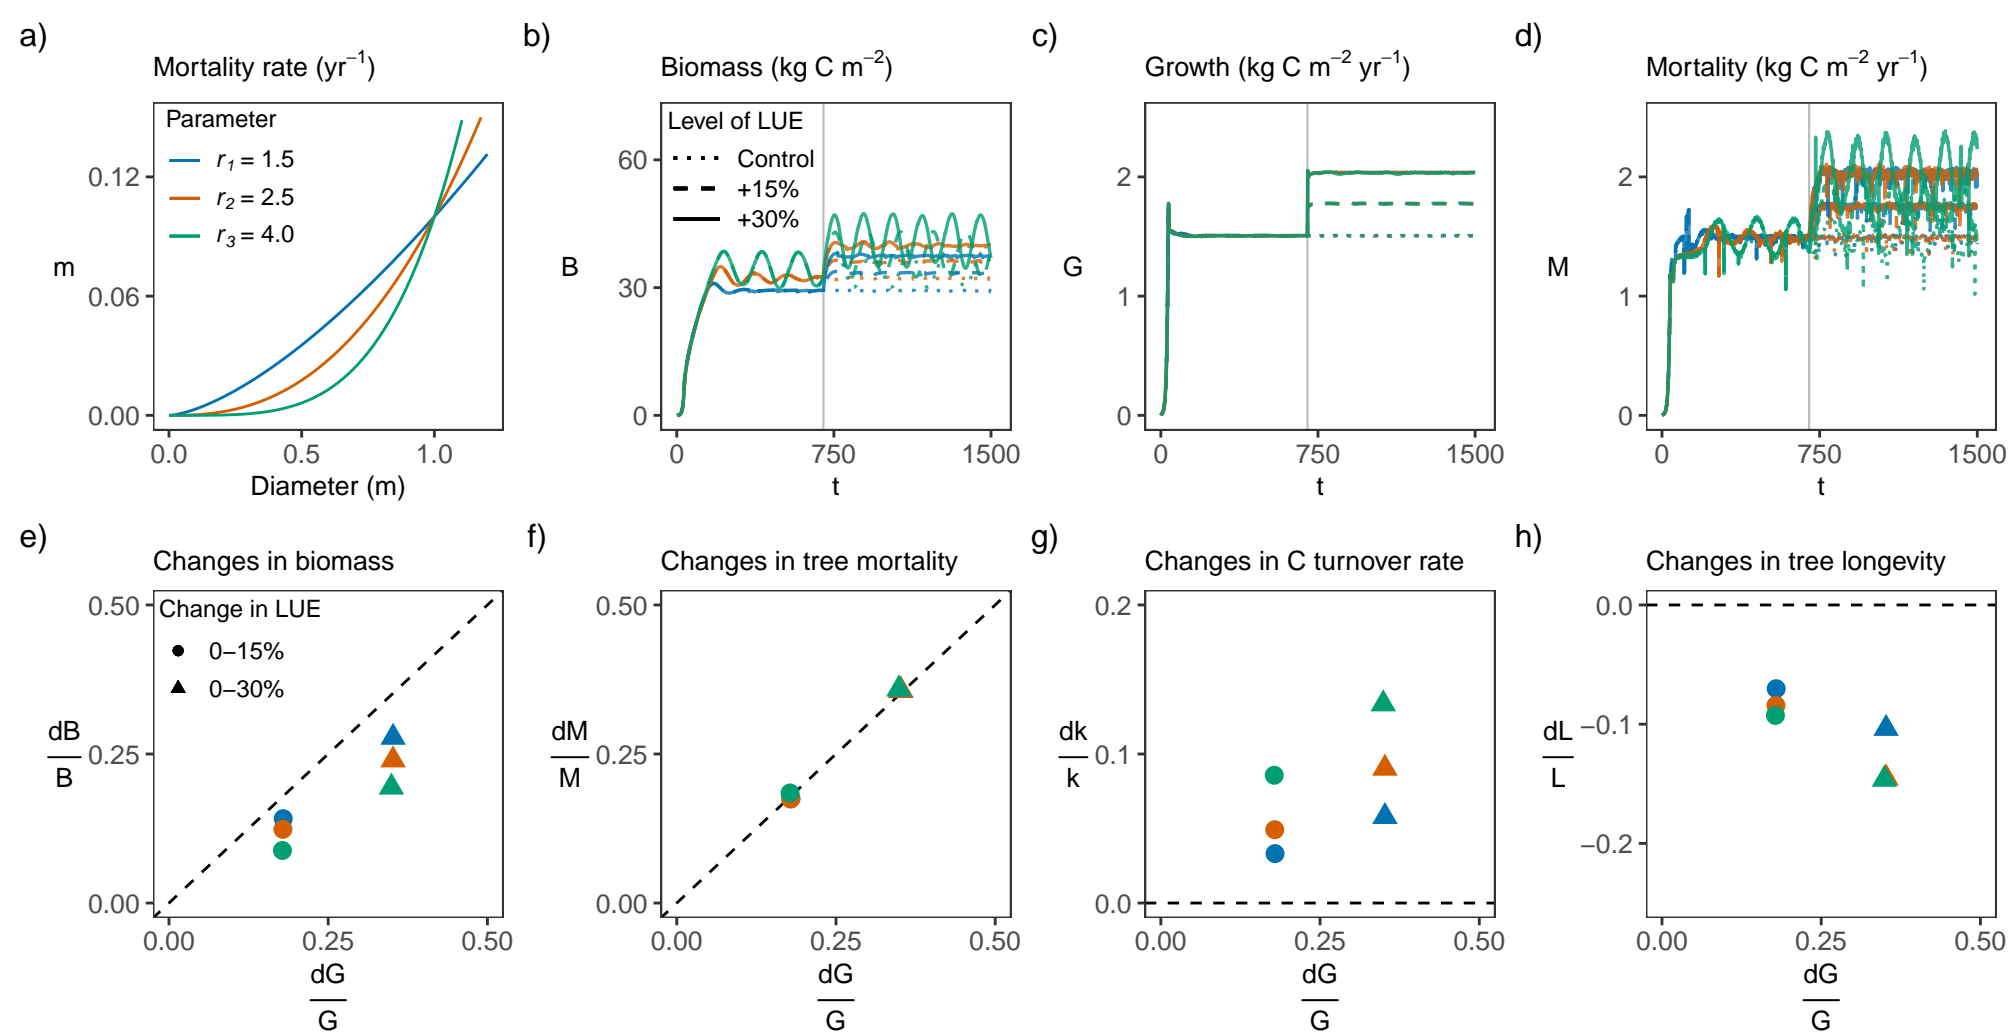 a)
Mortality rate (yr⁻¹)
Parameter
r₁ = 1.5
r₂ = 2.5
r₃ = 4.0
m
0.12
0.06
0.00
0.0 0.5 1.0
Diameter (m)
b)
Biomass (kg C m⁻²)
Level of LUE
Control
+15%
+30%
B
60
30
0
0 750 1500
t
c)
Growth (kg C m⁻² yr⁻¹)
G
2
1
0
0 750 1500
t
d)
Mortality (kg C m⁻² yr⁻¹)
M
2
1
0
0 750 1500
t
e)
Changes in biomass
Change in LUE
0–15%
0–30%
dB
B
0.50
0.25
0.00
0.00 0.25 0.50
dG
G
f)
Changes in tree mortality
dM
M
0.50
0.25
0.00
0.00 0.25 0.50
dG
G
g)
Changes in C turnover rate
dk
k
0.2
0.1
0.0
0.00 0.25 0.50
dG
G
h)
Changes in tree longevity
dL
L
0.0
−0.1
−0.2
0.00 0.25 0.50
dG
G